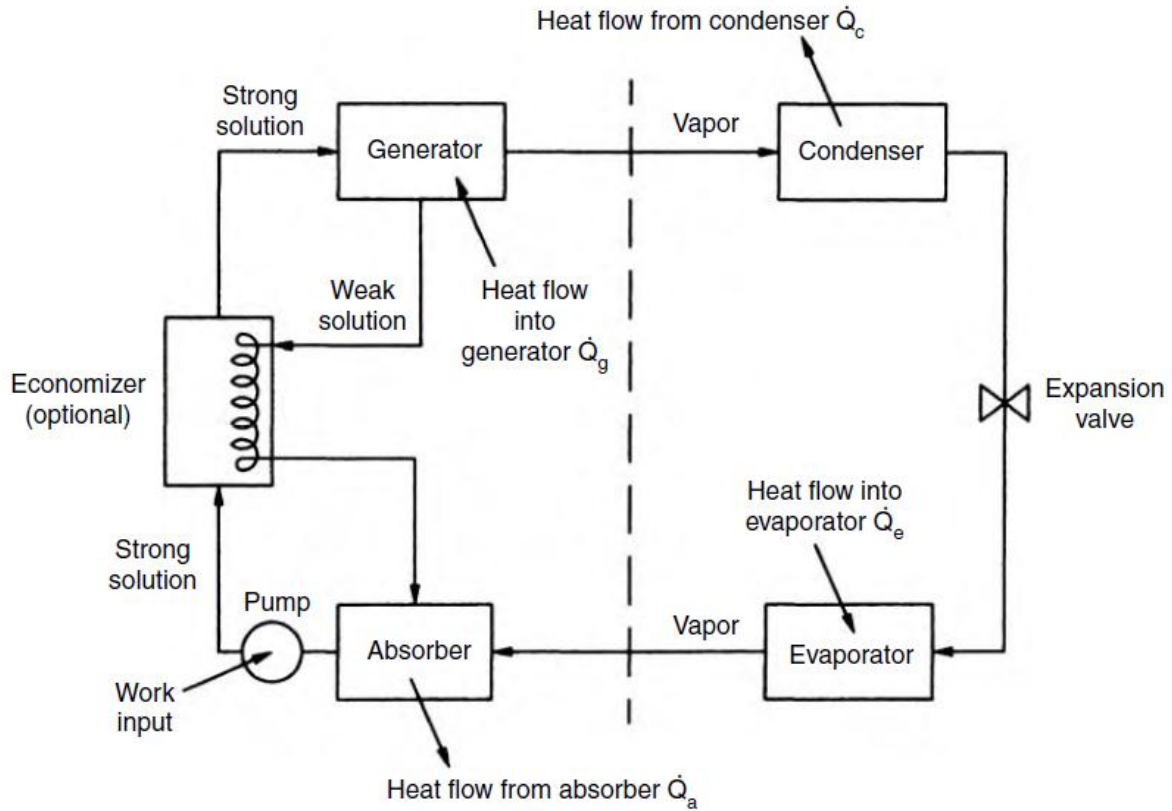 Heat flow from condenser Q̇c
Strong
solution
Generator
Vapor
Condenser
Weak
solution
Heat flow
into
generator Q̇g
Economizer
(optional)
Expansion
valve
Heat flow into
evaporator Q̇e
Strong
solution
Pump
Absorber
Vapor
Evaporator
Work
input
Heat flow from absorber Q̇a